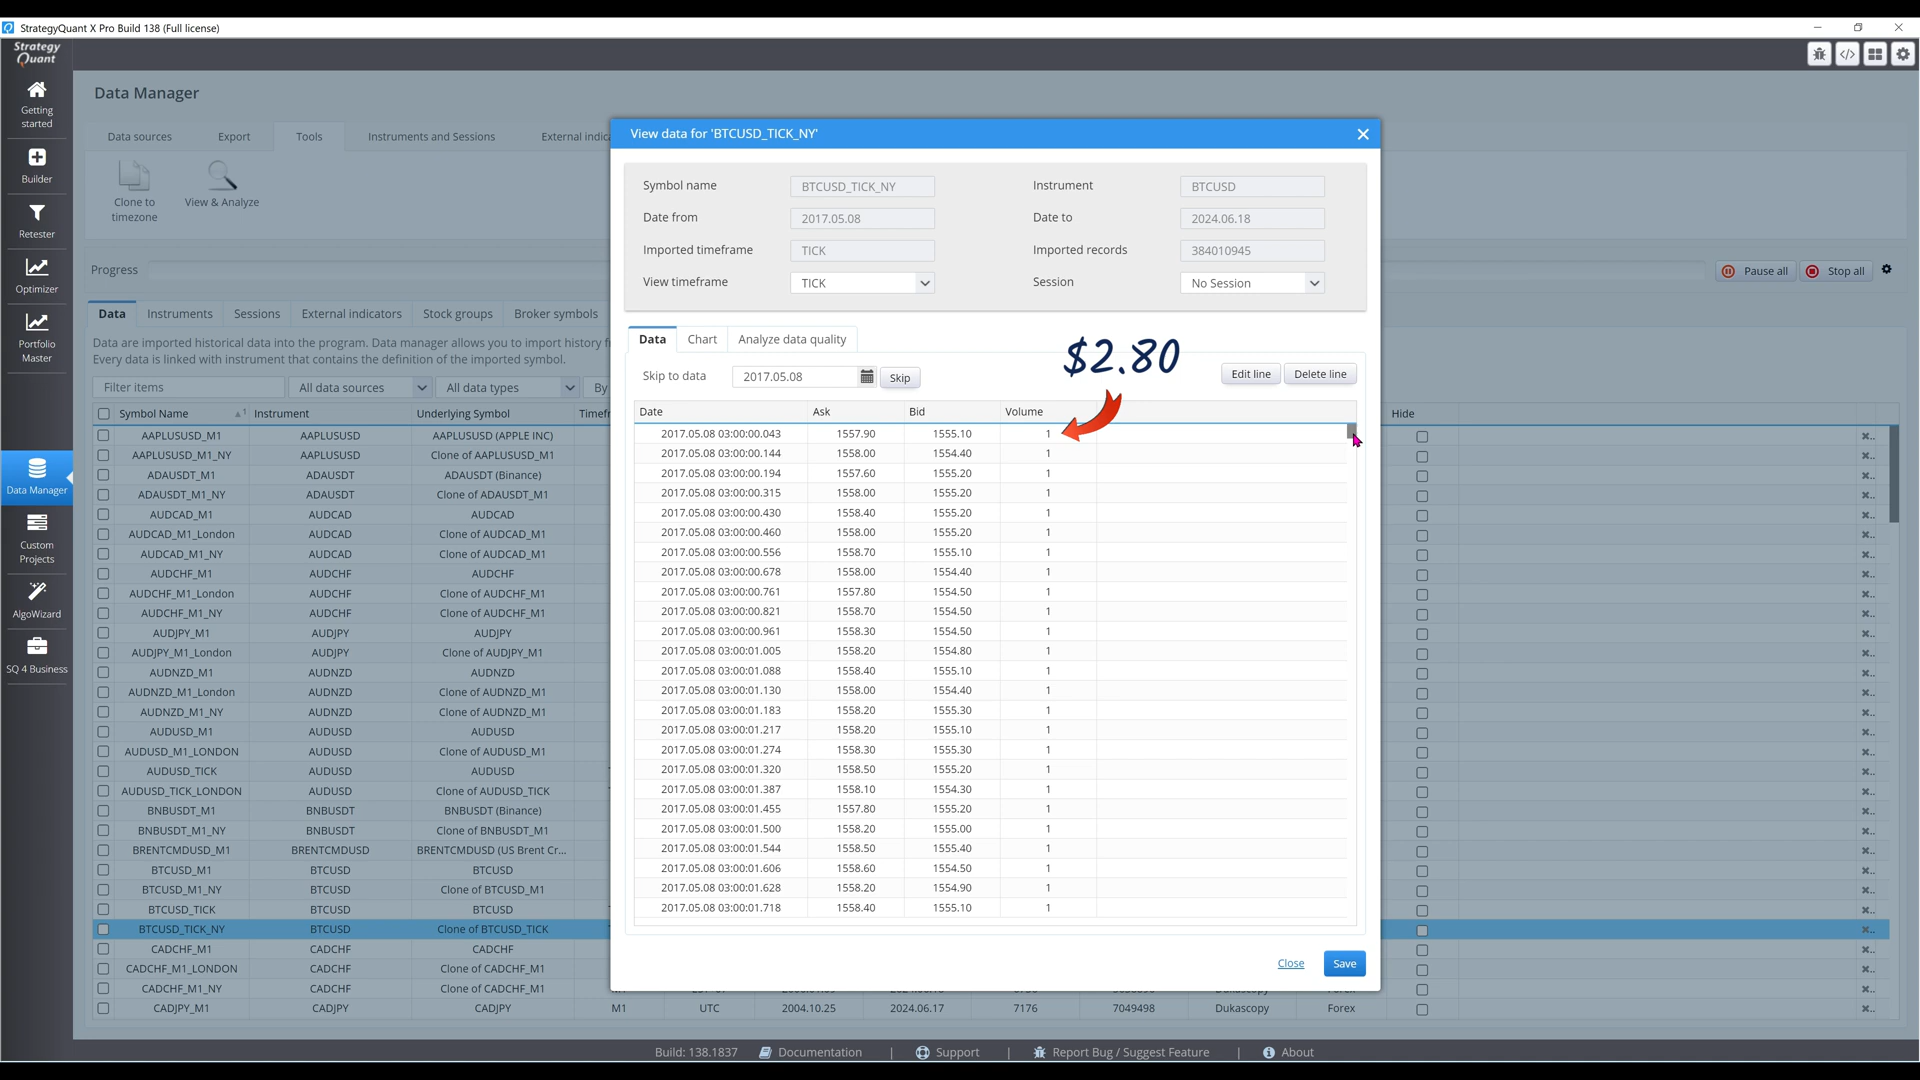 StrategyQuant X Pro Build 138 (Full license)
Strategy
Quant
Getting
started
Builder
Retester
Optimizer
Portfolio
Master
Data Manager
Custom
Projects
AlgoWizard
SQ 4 Business
Data Manager
Data sources Export Tools Instruments and Sessions External indica
Clone to
timezone
View & Analyze
Progress
Pause all Stop all
Data Instruments Sessions External indicators Stock groups Broker symbols
Data are imported historical data into the program. Data manager allows you to import history f
Every data is linked with instrument that contains the definition of the imported symbol.
Filter items All data sources All data types By
Symbol Name 1 Instrument Underlying Symbol Timefr Hide
AAPLUSUSD_M1 AAPLUSUSD AAPLUSUSD (APPLE INC)
AAPLUSUSD_M1_NY AAPLUSUSD Clone of AAPLUSUSD_M1
ADAUSDT_M1 ADAUSDT ADAUSDT (Binance)
ADAUSDT_M1_NY ADAUSDT Clone of ADAUSDT_M1
AUDCAD_M1 AUDCAD AUDCAD
AUDCAD_M1_London AUDCAD Clone of AUDCAD_M1
AUDCAD_M1_NY AUDCAD Clone of AUDCAD_M1
AUDCHF_M1 AUDCHF AUDCHF
AUDCHF_M1_London AUDCHF Clone of AUDCHF_M1
AUDCHF_M1_NY AUDCHF Clone of AUDCHF_M1
AUDJPY_M1 AUDJPY AUDJPY
AUDJPY_M1_London AUDJPY Clone of AUDJPY_M1
AUDNZD_M1 AUDNZD AUDNZD
AUDNZD_M1_London AUDNZD Clone of AUDNZD_M1
AUDNZD_M1_NY AUDNZD Clone of AUDNZD_M1
AUDUSD_M1 AUDUSD AUDUSD
AUDUSD_M1_LONDON AUDUSD Clone of AUDUSD_M1
AUDUSD_TICK AUDUSD AUDUSD
AUDUSD_TICK_LONDON AUDUSD Clone of AUDUSD_TICK
BNBUSDT_M1 BNBUSDT BNBUSDT (Binance)
BNBUSDT_M1_NY BNBUSDT Clone of BNBUSDT_M1
BRENTCMDUSD_M1 BRENTCMDUSD BRENTCMDUSD (US Brent Cr...
BTCUSD_M1 BTCUSD BTCUSD
BTCUSD_M1_NY BTCUSD Clone of BTCUSD_M1
BTCUSD_TICK BTCUSD BTCUSD
BTCUSD_TICK_NY BTCUSD Clone of BTCUSD_TICK
CADCHF_M1 CADCHF CADCHF
CADCHF_M1_LONDON CADCHF Clone of CADCHF_M1
CADCHF_M1_NY CADCHF Clone of CADCHF_M1
CADJPY_M1 CADJPY CADJPY M1 UTC 2004.10.25 2024.06.17 7176 7049498 Dukascopy Forex
View data for 'BTCUSD_TICK_NY'
Symbol name BTCUSD_TICK_NY Instrument BTCUSD
Date from 2017.05.08 Date to 2024.06.18
Imported timeframe TICK Imported records 384010945
View timeframe TICK Session No Session
Data Chart Analyze data quality
$2.80
Skip to data 2017.05.08 Skip Edit line Delete line
Date Ask Bid Volume
2017.05.08 03:00:00.043 1557.90 1555.10 1
2017.05.08 03:00:00.144 1558.00 1554.40 1
2017.05.08 03:00:00.194 1557.60 1555.20 1
2017.05.08 03:00:00.315 1558.00 1555.20 1
2017.05.08 03:00:00.430 1558.40 1555.20 1
2017.05.08 03:00:00.460 1558.00 1555.20 1
2017.05.08 03:00:00.556 1558.70 1555.10 1
2017.05.08 03:00:00.678 1558.00 1554.40 1
2017.05.08 03:00:00.761 1557.80 1554.50 1
2017.05.08 03:00:00.821 1558.70 1554.50 1
2017.05.08 03:00:00.961 1558.30 1554.50 1
2017.05.08 03:00:01.005 1558.20 1554.80 1
2017.05.08 03:00:01.088 1558.40 1555.10 1
2017.05.08 03:00:01.130 1558.00 1554.40 1
2017.05.08 03:00:01.183 1558.20 1555.30 1
2017.05.08 03:00:01.217 1558.20 1555.10 1
2017.05.08 03:00:01.274 1558.30 1555.30 1
2017.05.08 03:00:01.320 1558.50 1555.20 1
2017.05.08 03:00:01.387 1558.10 1554.30 1
2017.05.08 03:00:01.455 1557.80 1555.20 1
2017.05.08 03:00:01.500 1558.20 1555.00 1
2017.05.08 03:00:01.544 1558.50 1555.40 1
2017.05.08 03:00:01.606 1558.60 1554.50 1
2017.05.08 03:00:01.628 1558.20 1554.90 1
2017.05.08 03:00:01.718 1558.40 1555.10 1
Close Save
Build: 138.1837 Documentation | Support | Report Bug / Suggest Feature | About